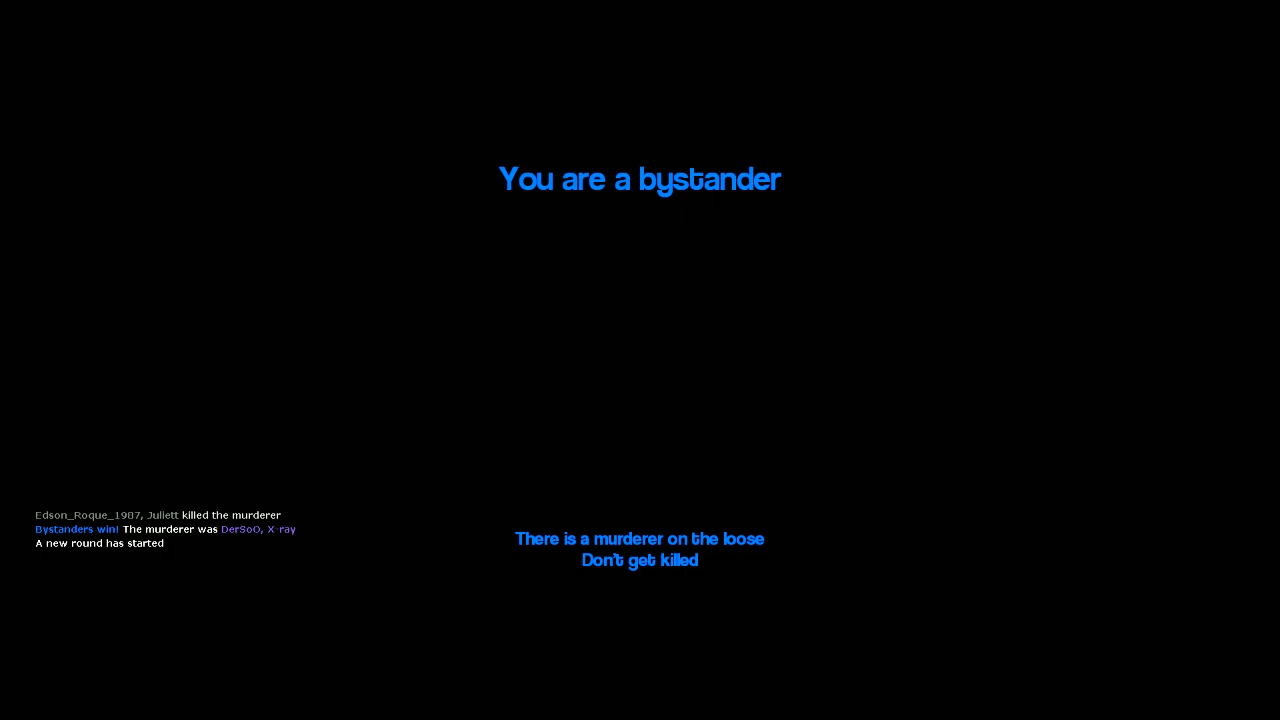 You are a bystander
Edson_Roque_1987, Juliett killed the murderer
Bystanders win! The murderer was DerSoO, X-ray
A new round has started
There is a murderer on the loose
Don't get killed